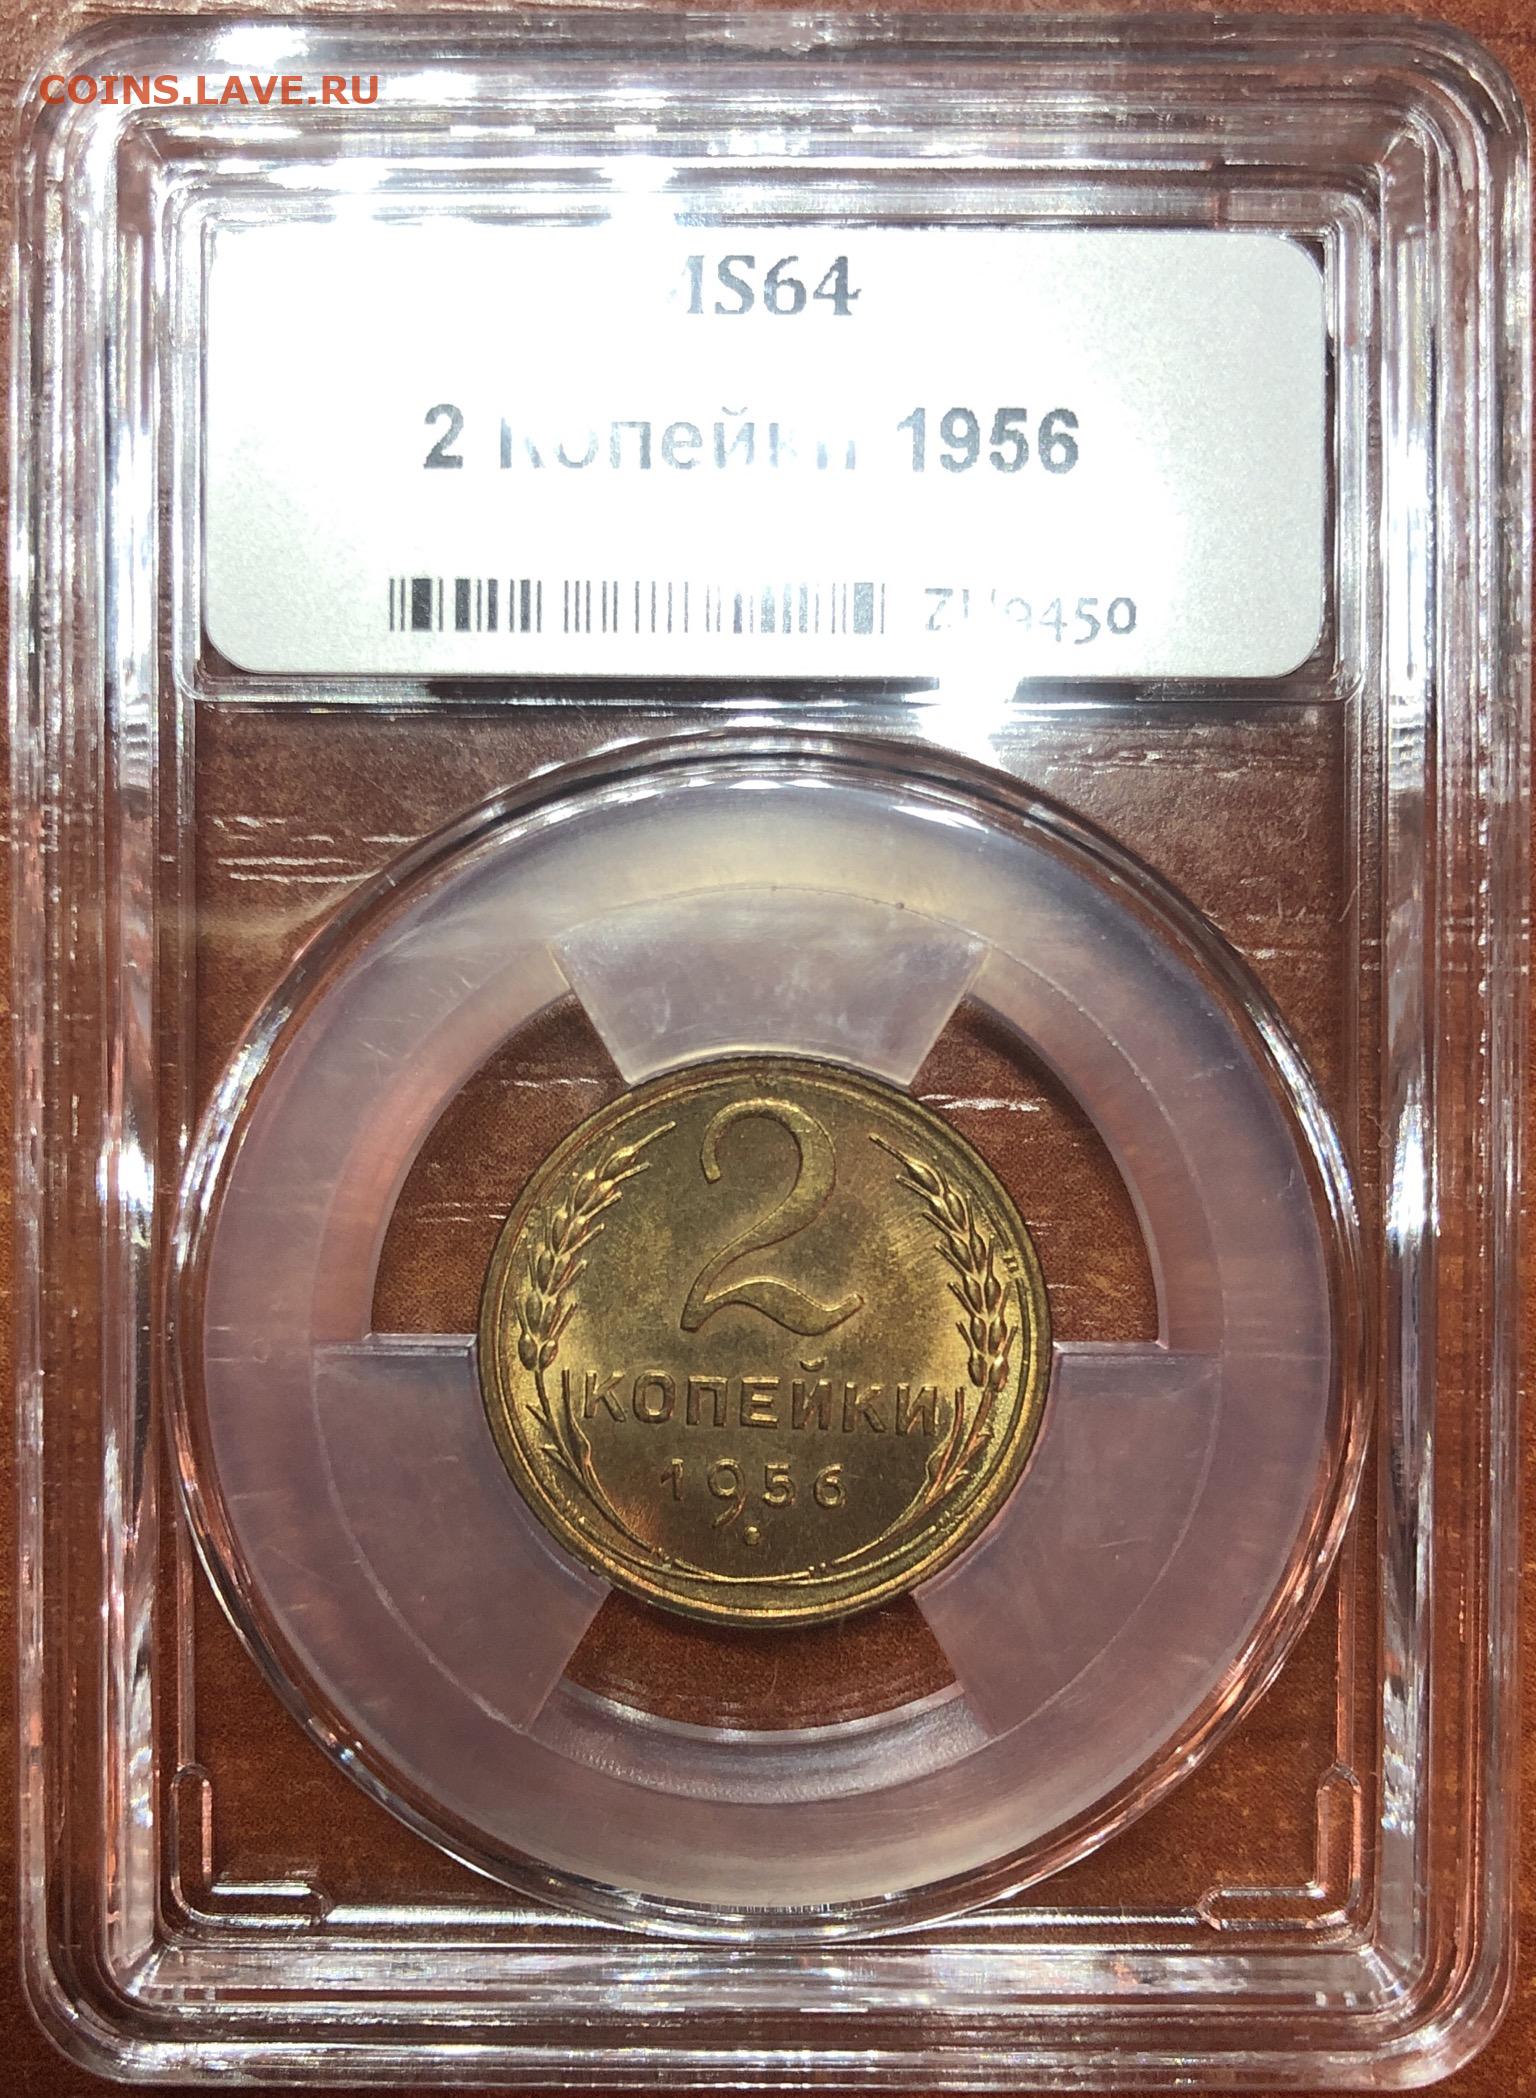 COINS.LAVE.RU
MS64
2 Копейки 1956
2
КОПЕЙКИ
1956